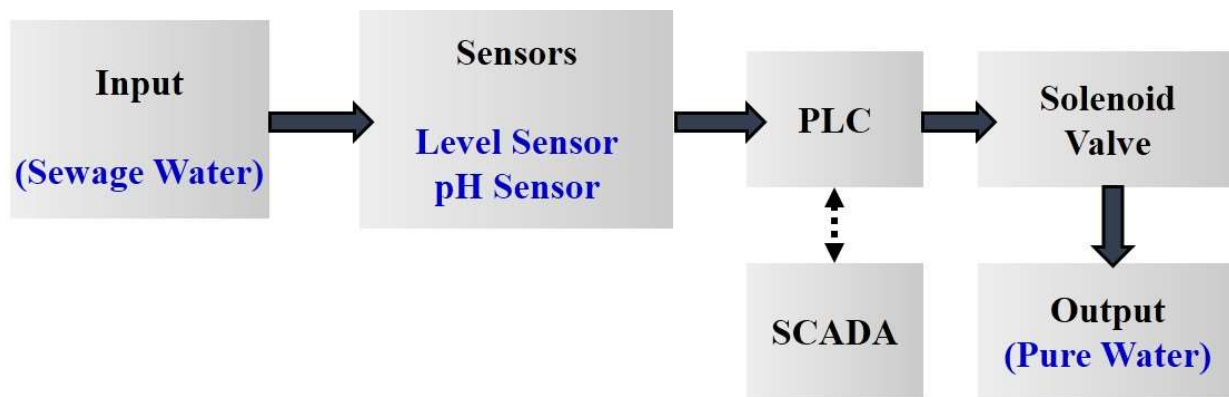 Input
(Sewage Water)
Sensors
Level Sensor
pH Sensor
PLC
Solenoid
Valve
SCADA
Output
(Pure Water)